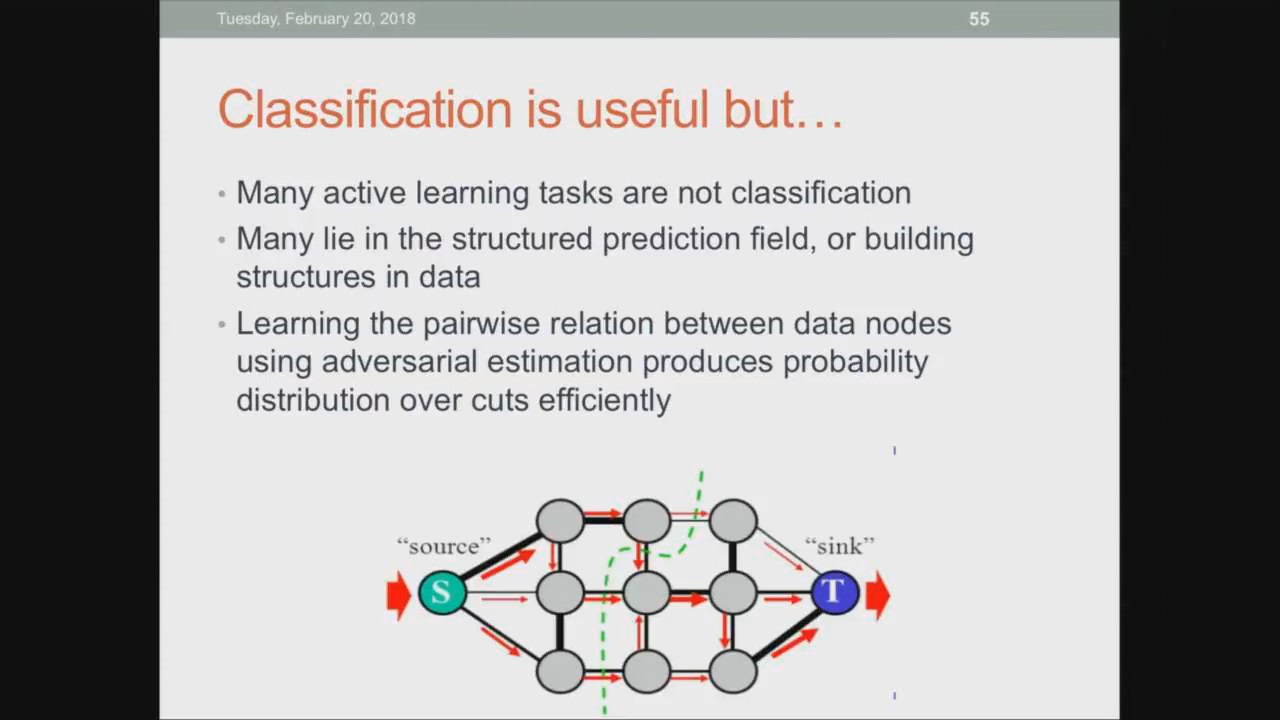 Tuesday, February 20, 2018
55
Classification is useful but…
• Many active learning tasks are not classification
• Many lie in the structured prediction field, or building
structures in data
• Learning the pairwise relation between data nodes
using adversarial estimation produces probability
distribution over cuts efficiently
“source”
“sink”
S
T